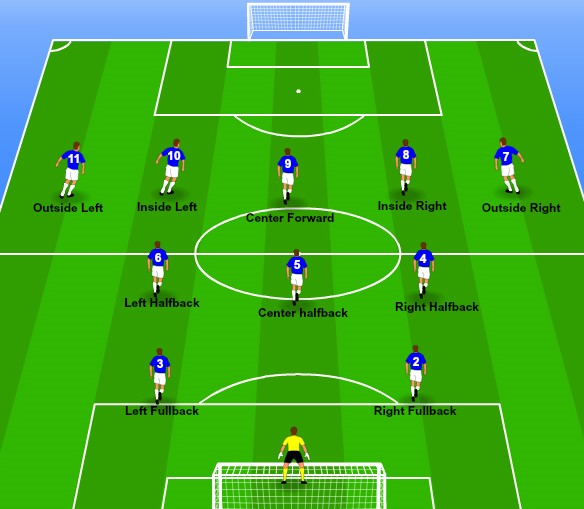 11
10
9
8
7
Outside Left
Inside Left
Center Forward
Inside Right
Outside Right
6
5
4
Left Halfback
Center halfback
Right Halfback
3
2
Left Fullback
Right Fullback